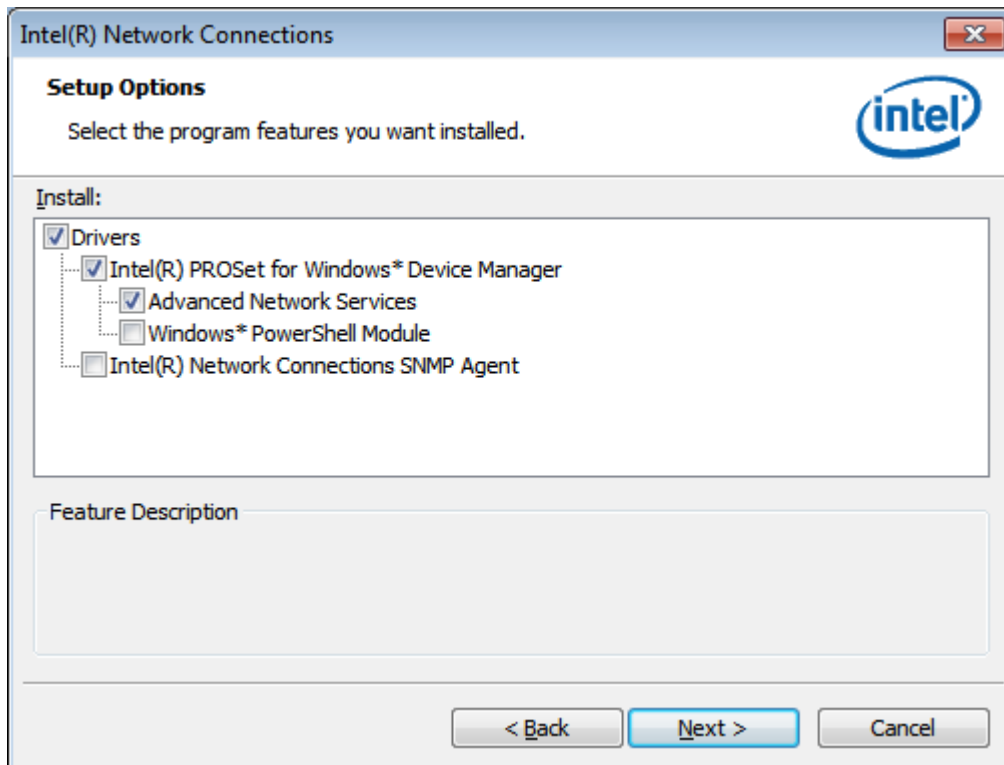 Intel(R) Network Connections
Setup Options
Select the program features you want installed.
intel
Install:
Drivers
Intel(R) PROSet for Windows* Device Manager
Advanced Network Services
Windows* PowerShell Module
Intel(R) Network Connections SNMP Agent
Feature Description
< Back
Next >
Cancel